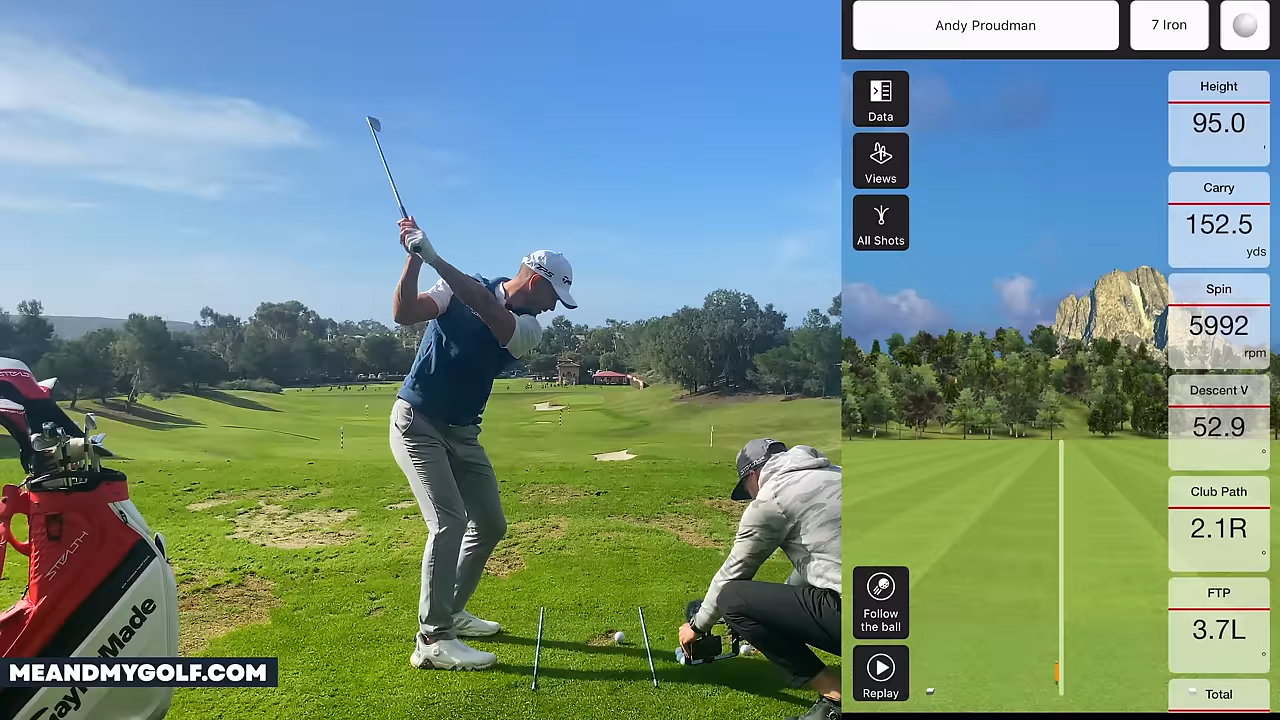 Andy Proudman
7 Iron
Data
Views
All Shots
Height
95.0
'
Carry
152.5
yds
Spin
5992
rpm
Descent V
52.9
°
Club Path
2.1R
°
FTP
3.7L
°
Total
Follow
the ball
Replay
STEALTH
TaylorMade
MEANDMYGOLF.COM